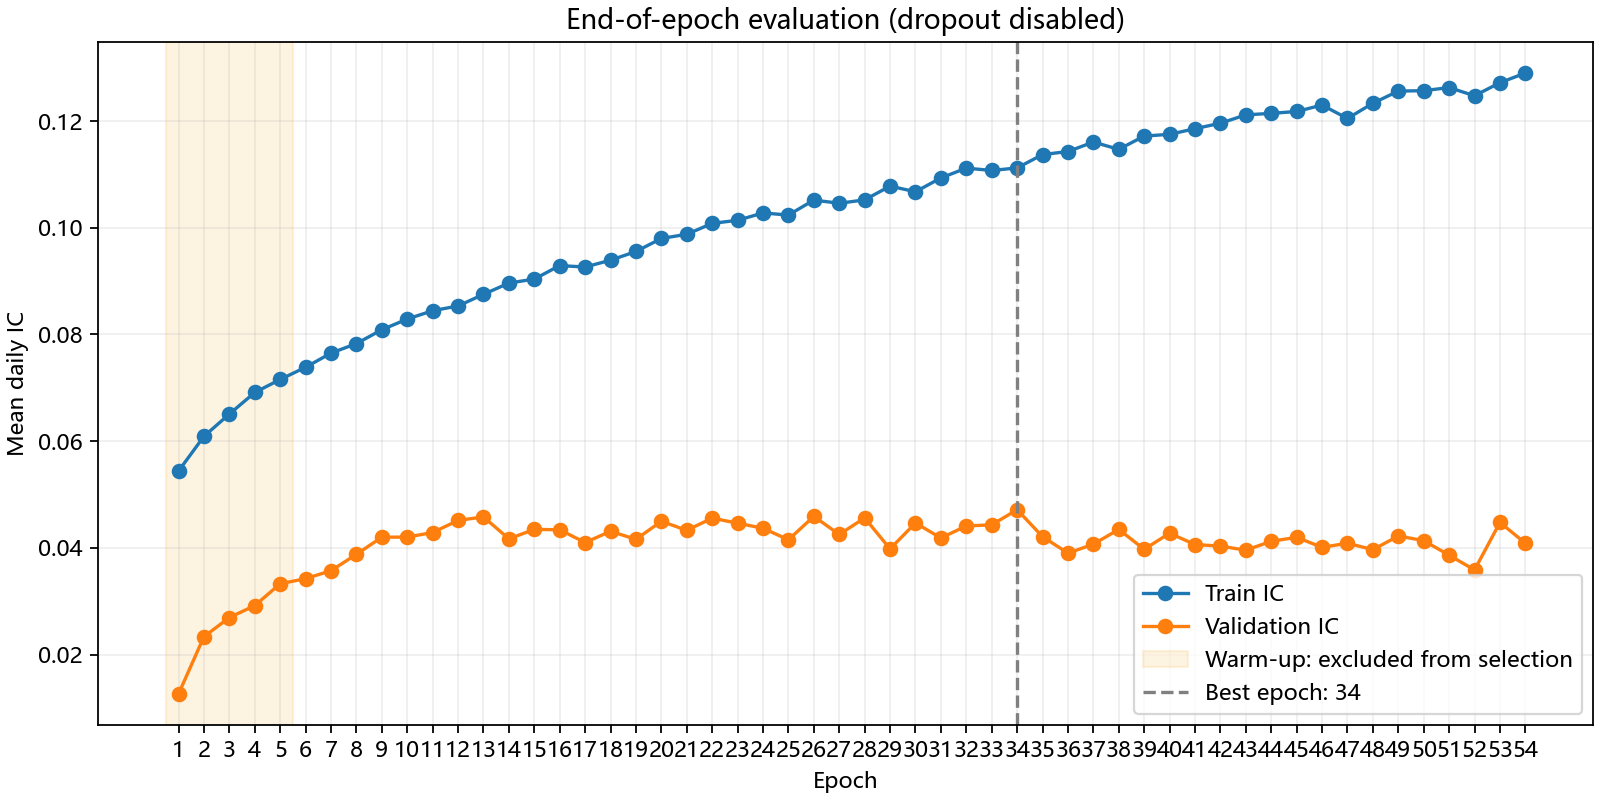 End-of-epoch evaluation (dropout disabled)
Mean daily IC
0.12
0.10
0.08
0.06
0.04
0.02
Train IC
Validation IC
Warm-up: excluded from selection
Best epoch: 34
1 2 3 4 5 6 7 8 9 10 11 12 13 14 15 16 17 18 19 20 21 22 23 24 25 26 27 28 29 30 31 32 33 34 35 36 37 38 39 40 41 42 43 44 45 46 47 48 49 50 51 52 53 54
Epoch